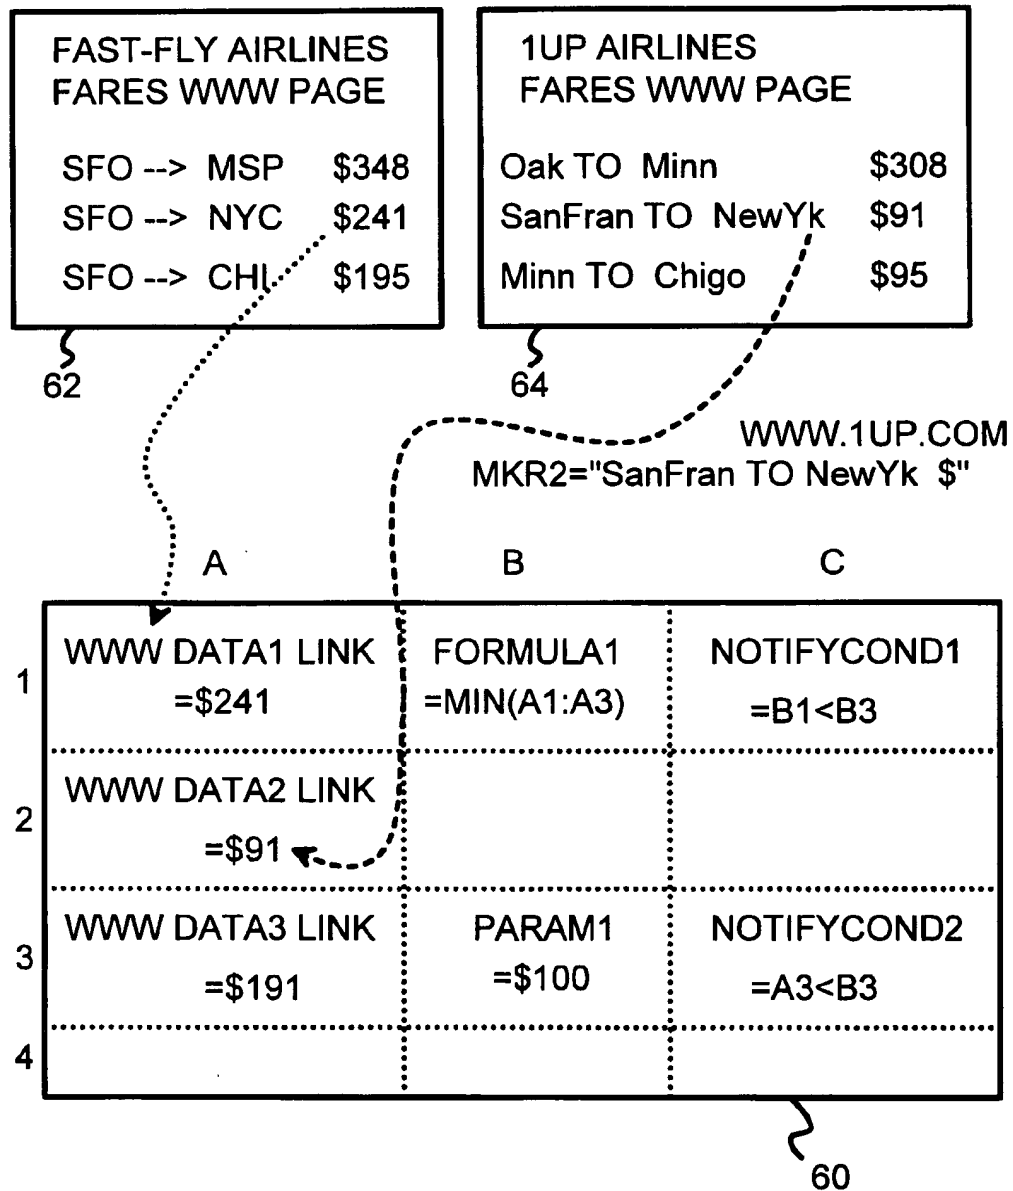 FAST-FLY AIRLINES
FARES WWW PAGE
SFO --> MSP $348
SFO --> NYC $241
SFO --> CHI $195
62
1UP AIRLINES
FARES WWW PAGE
Oak TO Minn $308
SanFran TO NewYk $91
Minn TO Chigo $95
64
WWW.1UP.COM
MKR2="SanFran TO NewYk $"
A B C
1
WWW DATA1 LINK
=$241
FORMULA1
=MIN(A1:A3)
NOTIFYCOND1
=B1<B3
2
WWW DATA2 LINK
=$91
3
WWW DATA3 LINK
=$191
PARAM1
=$100
NOTIFYCOND2
=A3<B3
4
60